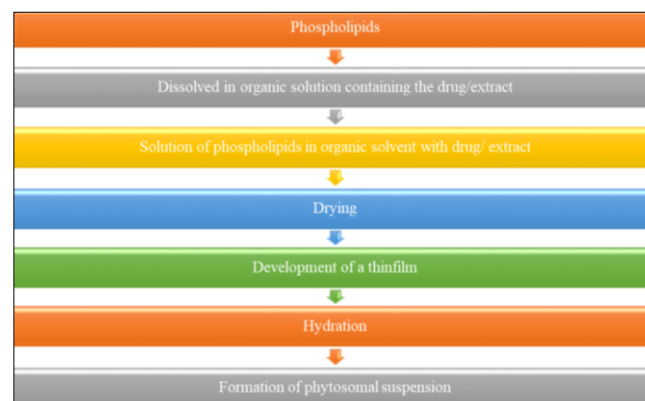 Phospholipids
Dissolved in organic solution containing the drug/extract
Solution of phospholipids in organic solvent with drug/ extract
Drying
Development of a thinfilm
Hydration
Formation of phytosomal suspension